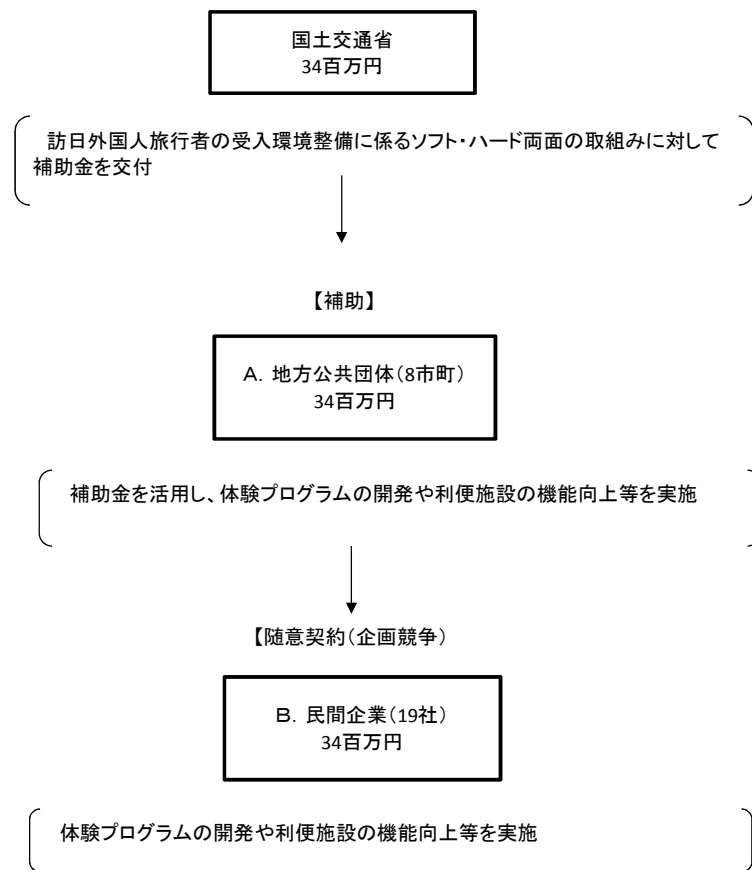 国土交通省
34百万円
訪日外国人旅行者の受入環境整備に係るソフト・ハード両面の取組みに対して
補助金を交付
【補助】
A．地方公共団体（8市町）
34百万円
補助金を活用し、体験プログラムの開発や利便施設の機能向上等を実施
【随意契約（企画競争）
B．民間企業（19社）
34百万円
体験プログラムの開発や利便施設の機能向上等を実施